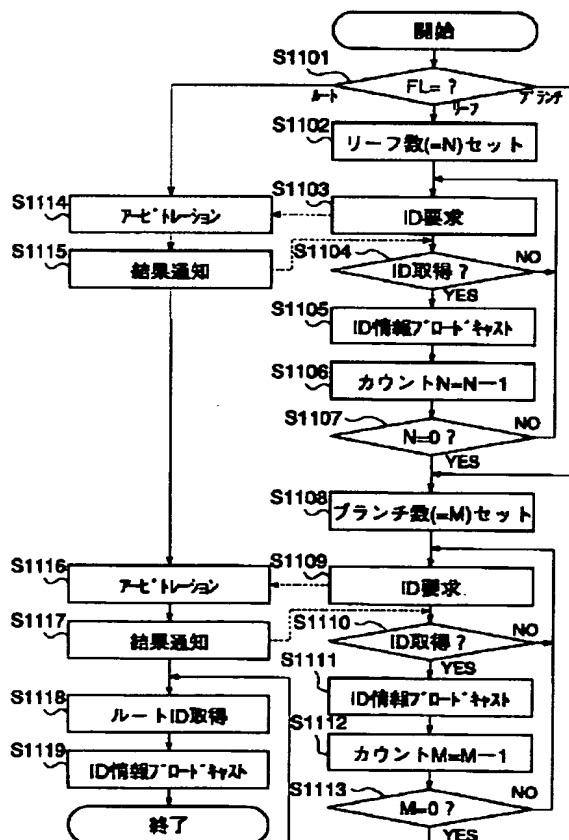 開始
S1101
FL=?
ルート
リーフ
ブランチ
S1102
リーフ数(=N)セット
S1114
アービトレーション
S1103
ID要求
S1115
結果通知
S1104
ID取得?
NO
YES
S1105
ID情報ブロードキャスト
S1106
カウントN=N−1
S1107
N=0?
NO
YES
S1108
ブランチ数(=M)セット
S1116
アービトレーション
S1109
ID要求
S1117
結果通知
S1110
ID取得?
NO
YES
S1111
ID情報ブロードキャスト
S1118
ルートID取得
S1112
カウントM=M−1
S1119
ID情報ブロードキャスト
S1113
M=0?
NO
YES
終了